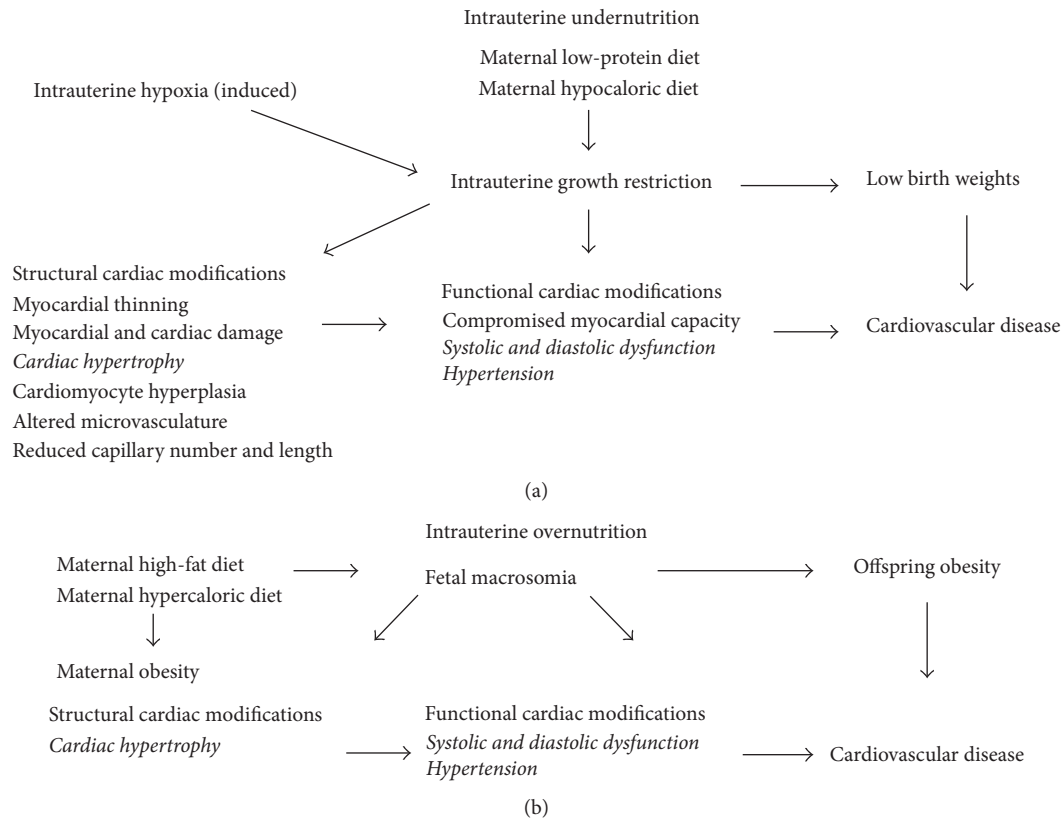 Intrauterine undernutrition
Maternal low-protein diet
Maternal hypocaloric diet
Intrauterine hypoxia (induced)
Intrauterine growth restriction
Low birth weights
Structural cardiac modifications
Myocardial thinning
Myocardial and cardiac damage
Cardiac hypertrophy
Cardiomyocyte hyperplasia
Altered microvasculature
Reduced capillary number and length
Functional cardiac modifications
Compromised myocardial capacity
Systolic and diastolic dysfunction
Hypertension
Cardiovascular disease
(a)
Intrauterine overnutrition
Maternal high-fat diet
Maternal hypercaloric diet
Fetal macrosomia
Offspring obesity
Maternal obesity
Structural cardiac modifications
Cardiac hypertrophy
Functional cardiac modifications
Systolic and diastolic dysfunction
Hypertension
Cardiovascular disease
(b)